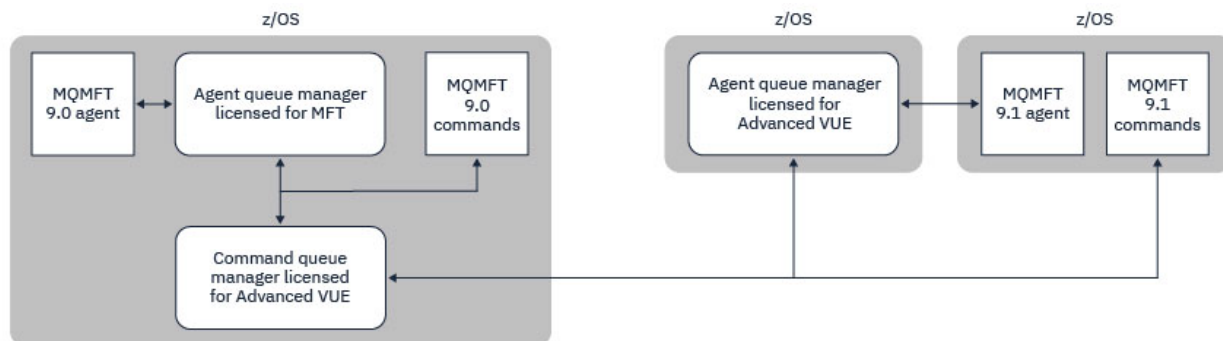 z/OS
MQMFT
9.0 agent
Agent queue manager
licensed for MFT
MQMFT
9.0
commands
Command queue
manager licensed
for Advanced VUE
z/OS
Agent queue manager
licensed for
Advanced VUE
z/OS
MQMFT
9.1 agent
MQMFT
9.1
commands